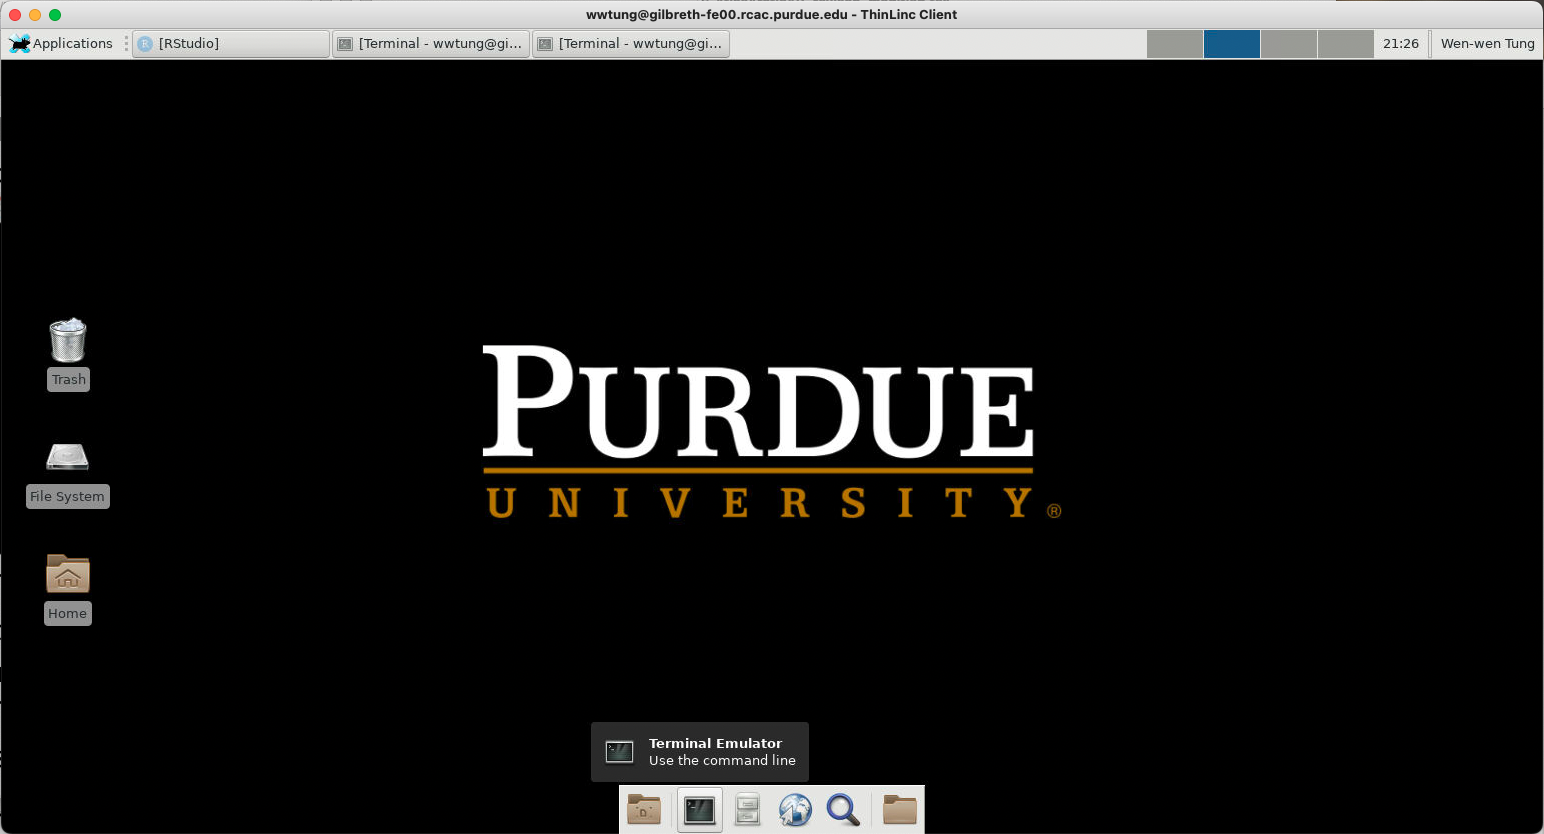 wwtung@gilbreth-fe00.rcac.purdue.edu - ThinLinc Client
Applications [RStudio] [Terminal - wwtung@gi... [Terminal - wwtung@gi... 21:26 Wen-wen Tung
Trash
PURDUE
UNIVERSITY®
File System
Home
Terminal Emulator
Use the command line